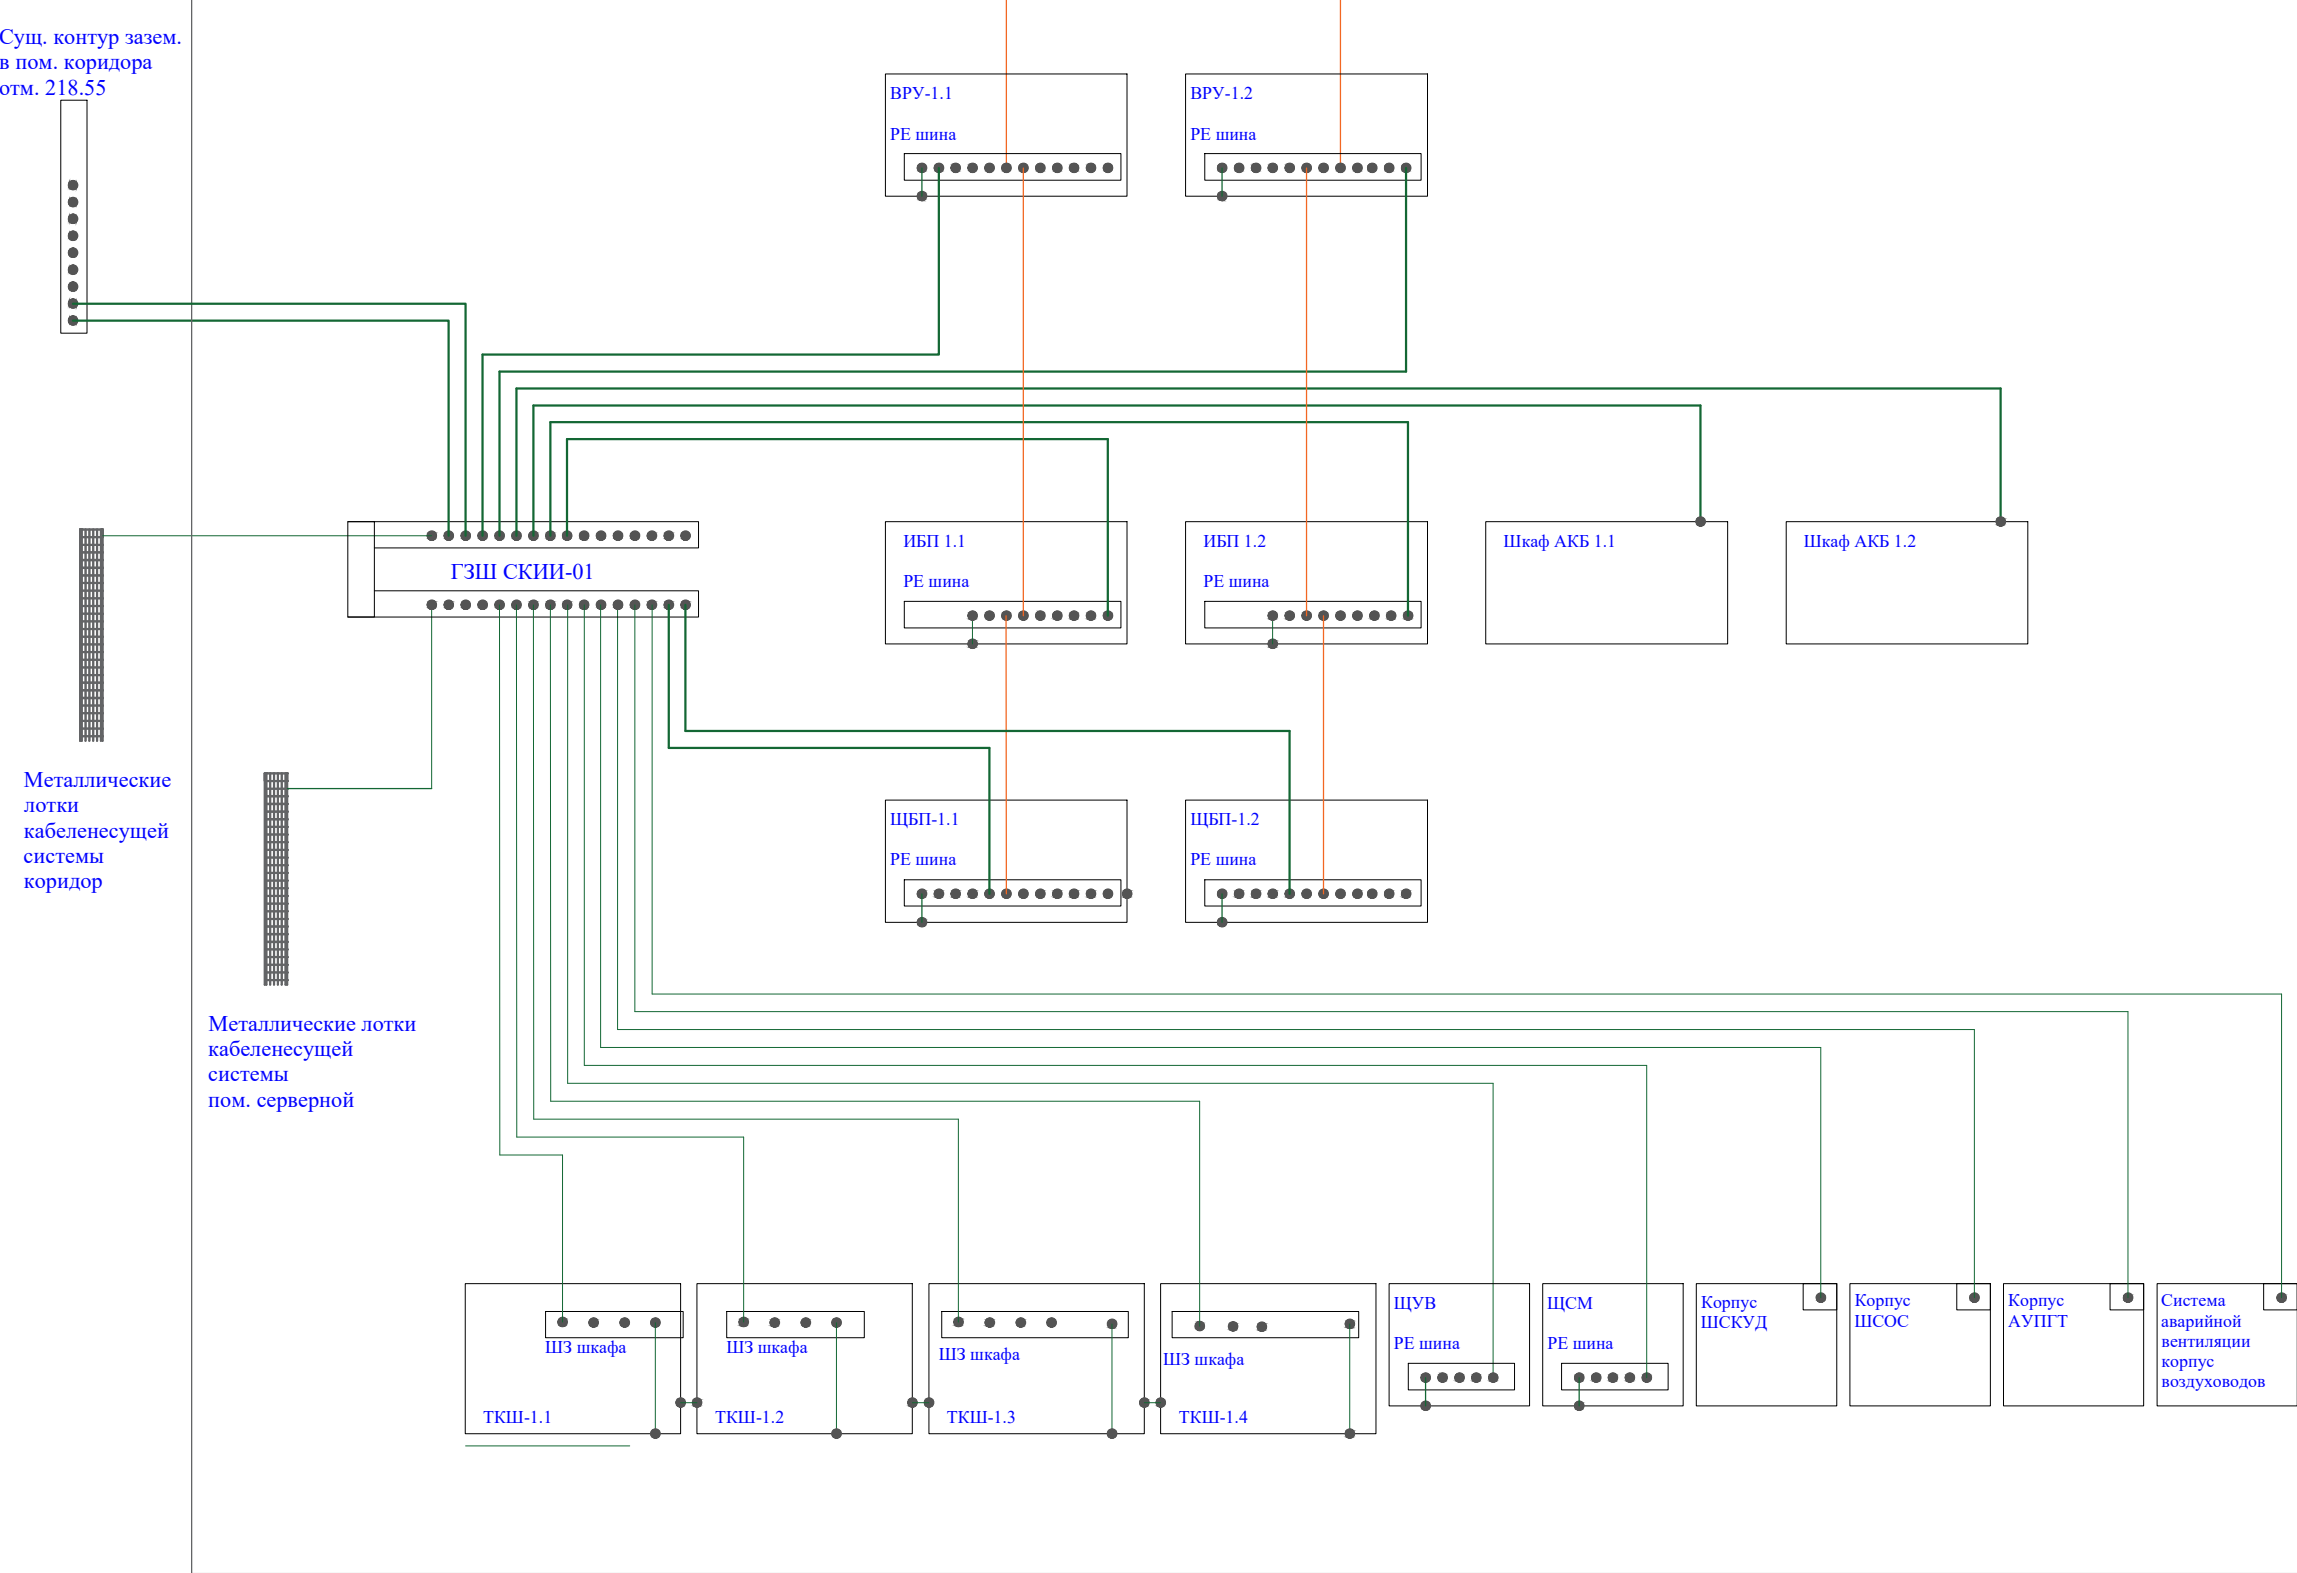 Сущ. контур зазем.
в пом. коридора
отм. 218.55
ВРУ-1.1
РЕ шина
ВРУ-1.2
РЕ шина
ГЗШ СКИИ-01
ИБП 1.1
РЕ шина
ИБП 1.2
РЕ шина
Шкаф АКБ 1.1
Шкаф АКБ 1.2
Металлические
лотки
кабеленесущей
системы
коридор
ЩБП-1.1
РЕ шина
ЩБП-1.2
РЕ шина
Металлические лотки
кабеленесущей
системы
пом. серверной
ШЗ шкафа
ТКШ-1.1
ШЗ шкафа
ТКШ-1.2
ШЗ шкафа
ТКШ-1.3
ШЗ шкафа
ТКШ-1.4
ЩУВ
РЕ шина
ЩСМ
РЕ шина
Корпус
ШСКУД
Корпус
ШСОС
Корпус
АУПГТ
Система
аварийной
вентиляции
корпус
воздуховодов